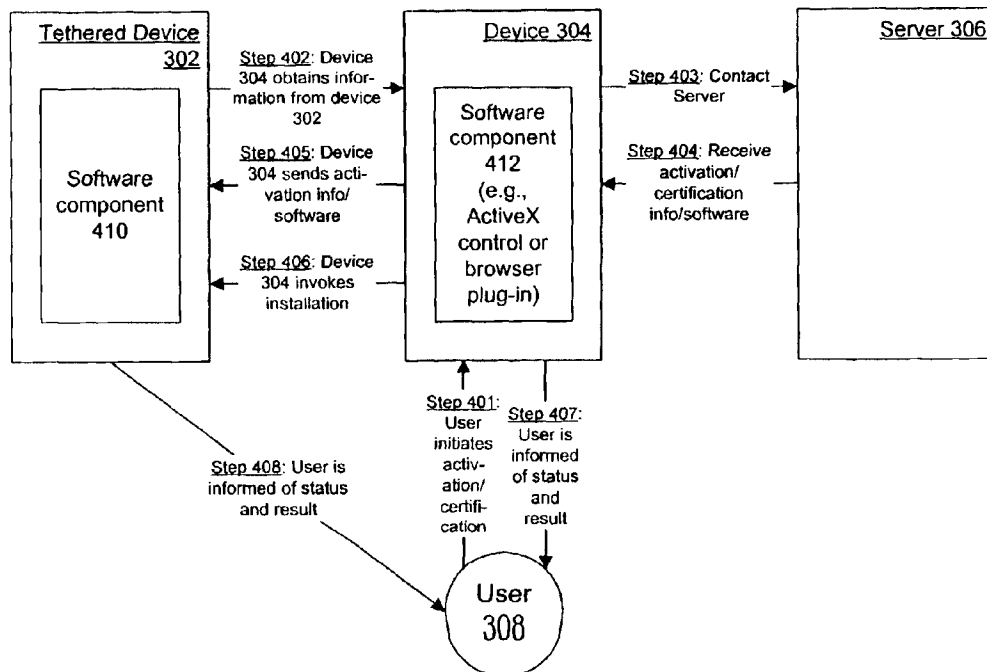 Tethered Device
302
Device 304
Server 306
Step 402: Device
304 obtains infor-
mation from device
302
Step 403: Contact
Server
Software
component
410
Step 405: Device
304 sends acti-
vation info/
software
Software
component
412
(e.g.,
ActiveX
control or
browser
plug-in)
Step 404: Receive
activation/
certification
info/software
Step 406: Device
304 invokes
installation
Step 401:
User
initiates
activ-
ation/
certifi-
cation
Step 407:
User is
informed
of status
and
result
Step 408: User is
informed of status
and result
User
308